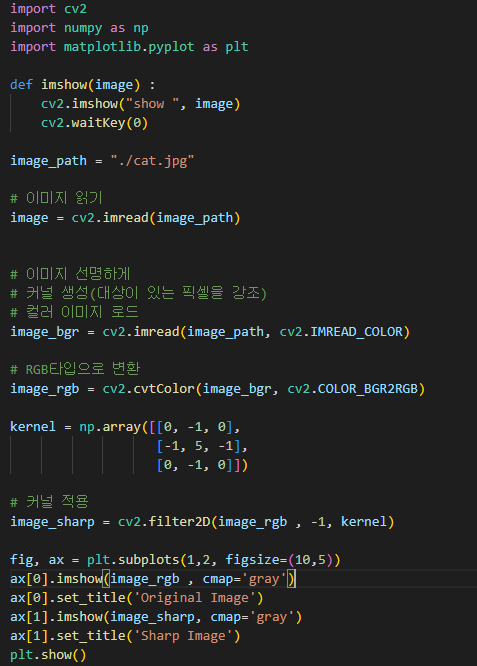 import cv2
import numpy as np
import matplotlib.pyplot as plt
def imshow(image) :
    cv2.imshow("show ", image)
    cv2.waitKey(0)
image_path = "./cat.jpg"
# 이미지 읽기
image = cv2.imread(image_path)
# 이미지 선명하게
# 커널 생성(대상이 있는 픽셀을 강조)
# 컬러 이미지 로드
image_bgr = cv2.imread(image_path, cv2.IMREAD_COLOR)
# RGB타입으로 변환
image_rgb = cv2.cvtColor(image_bgr, cv2.COLOR_BGR2RGB)
kernel = np.array([[0, -1, 0],
                   [-1, 5, -1],
                   [0, -1, 0]])
# 커널 적용
image_sharp = cv2.filter2D(image_rgb , -1, kernel)
fig, ax = plt.subplots(1,2, figsize=(10,5))
ax[0].imshow(image_rgb , cmap='gray')
ax[0].set_title('Original Image')
ax[1].imshow(image_sharp, cmap='gray')
ax[1].set_title('Sharp Image')
plt.show()